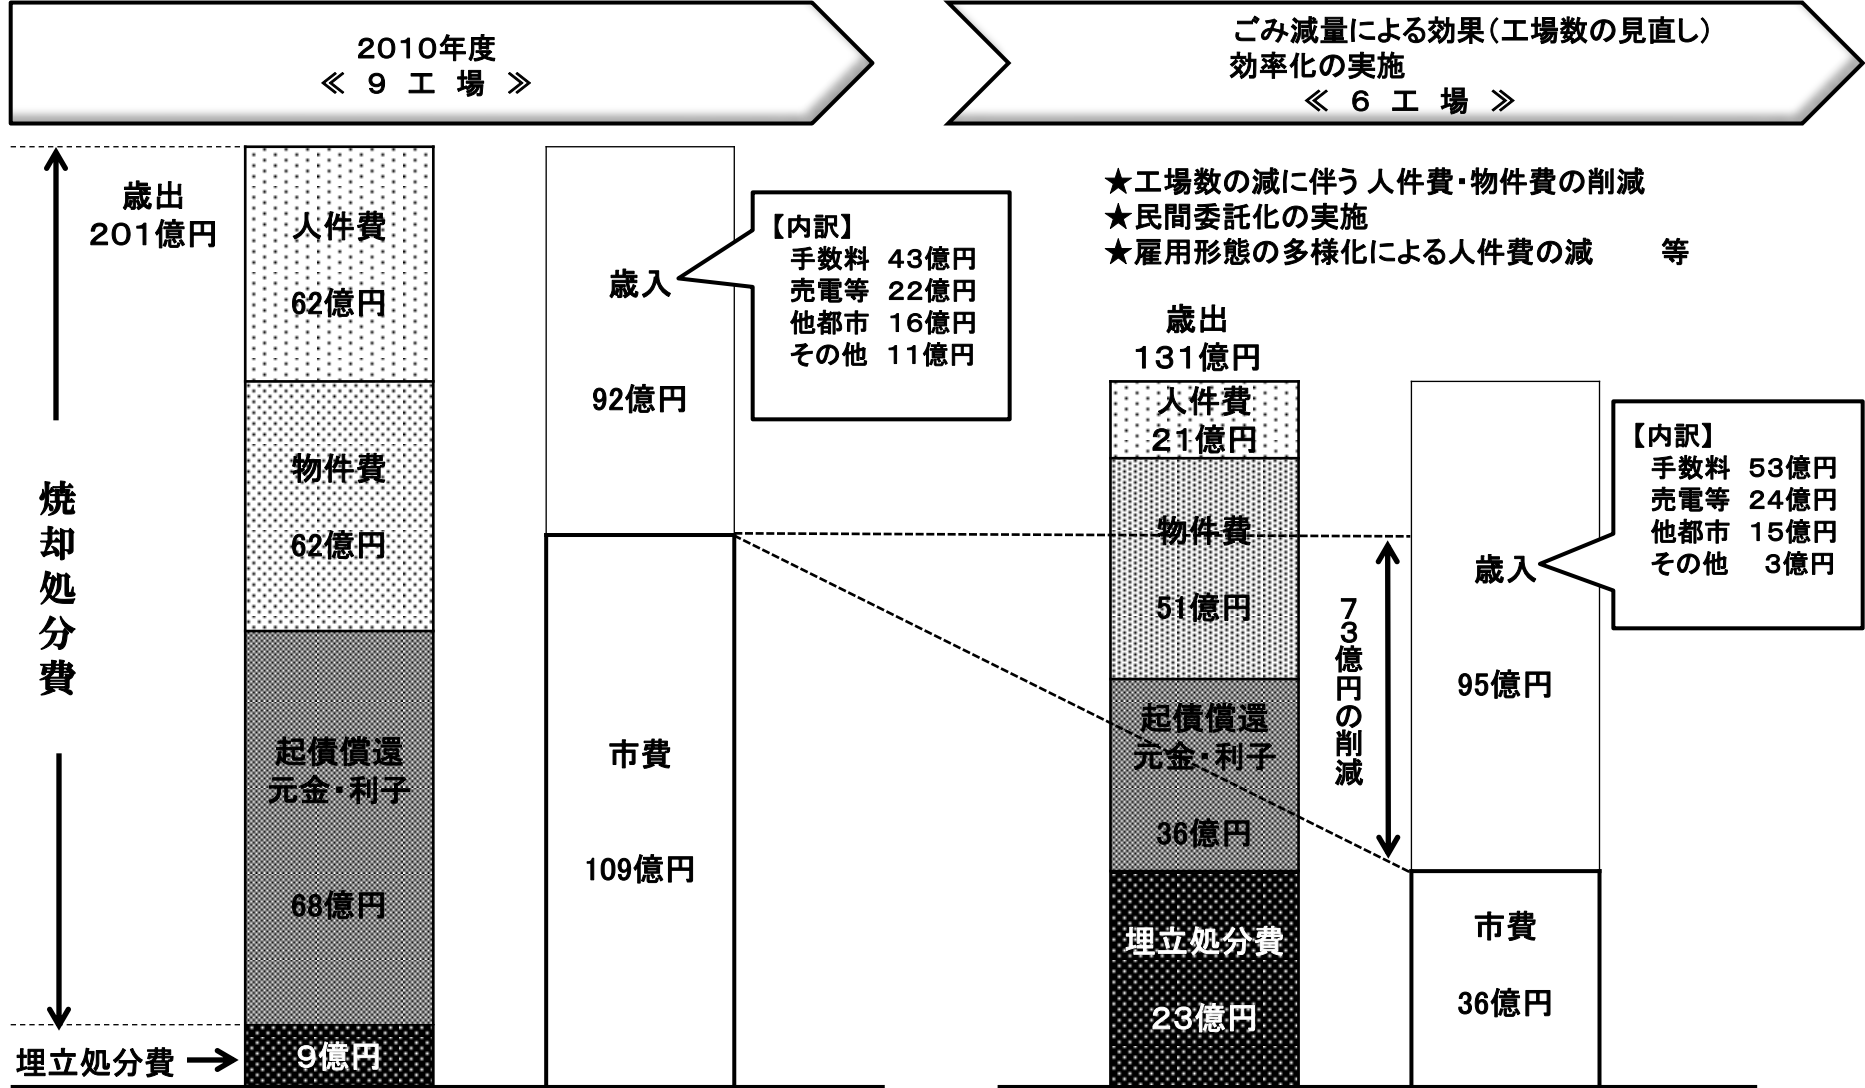 ２０１０年度
≪ ９ 工 場 ≫
ごみ減量による効果（工場数の見直し）
効率化の実施
≪ ６ 工 場 ≫
歳出
２０１億円
焼却処分費
埋立処分費
人件費
62億円
物件費
62億円
起債償還
元金・利子
68億円
９億円
歳入
92億円
市費
109億円
【内訳】
手数料 ４３億円
売電等 ２２億円
他都市 １６億円
その他 １１億円
★工場数の減に伴う人件費・物件費の削減
★民間委託化の実施
★雇用形態の多様化による人件費の減 等
歳出
１３１億円
人件費
２１億円
物件費
51億円
起債償還
元金・利子
36億円
埋立処分費
２３億円
７３億円の削減
歳入
95億円
市費
36億円
【内訳】
手数料 ５３億円
売電等 ２４億円
他都市 １５億円
その他 ３億円